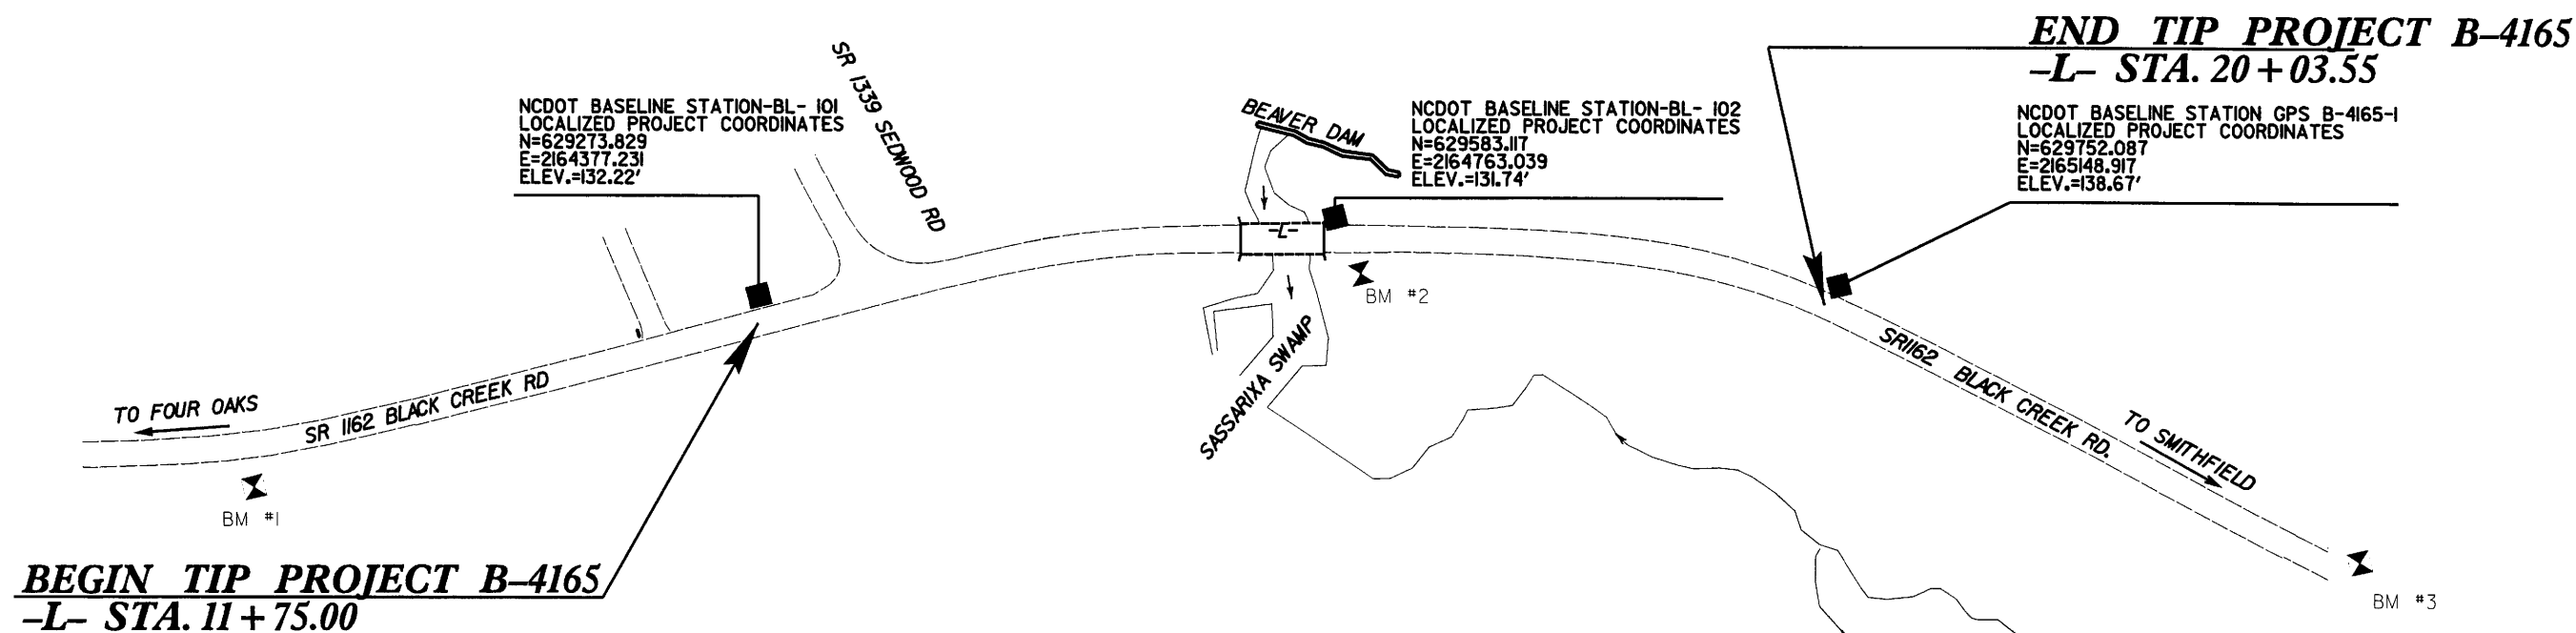 END TIP PROJECT B-4165
-L- STA. 20+03.55
NCDOT BASELINE STATION-BL- 101
LOCALIZED PROJECT COORDINATES
N=629273.829
E=2164377.231
ELEV.=132.22'
SR 1339 SEDWOOD RD
BEAVER DAM
NCDOT BASELINE STATION-BL- 102
LOCALIZED PROJECT COORDINATES
N=629583.117
E=2164763.039
ELEV.=131.74'
NCDOT BASELINE STATION GPS B-4165-1
LOCALIZED PROJECT COORDINATES
N=629752.087
E=2165148.917
ELEV.=138.67'
-L-
BM #2
SASSARIXA SWAMP
SR1162 BLACK CREEK RD.
TO SMITHFIELD
TO FOUR OAKS
SR 1162 BLACK CREEK RD
BM #1
BM #3
BEGIN TIP PROJECT B-4165
-L- STA. 11+75.00